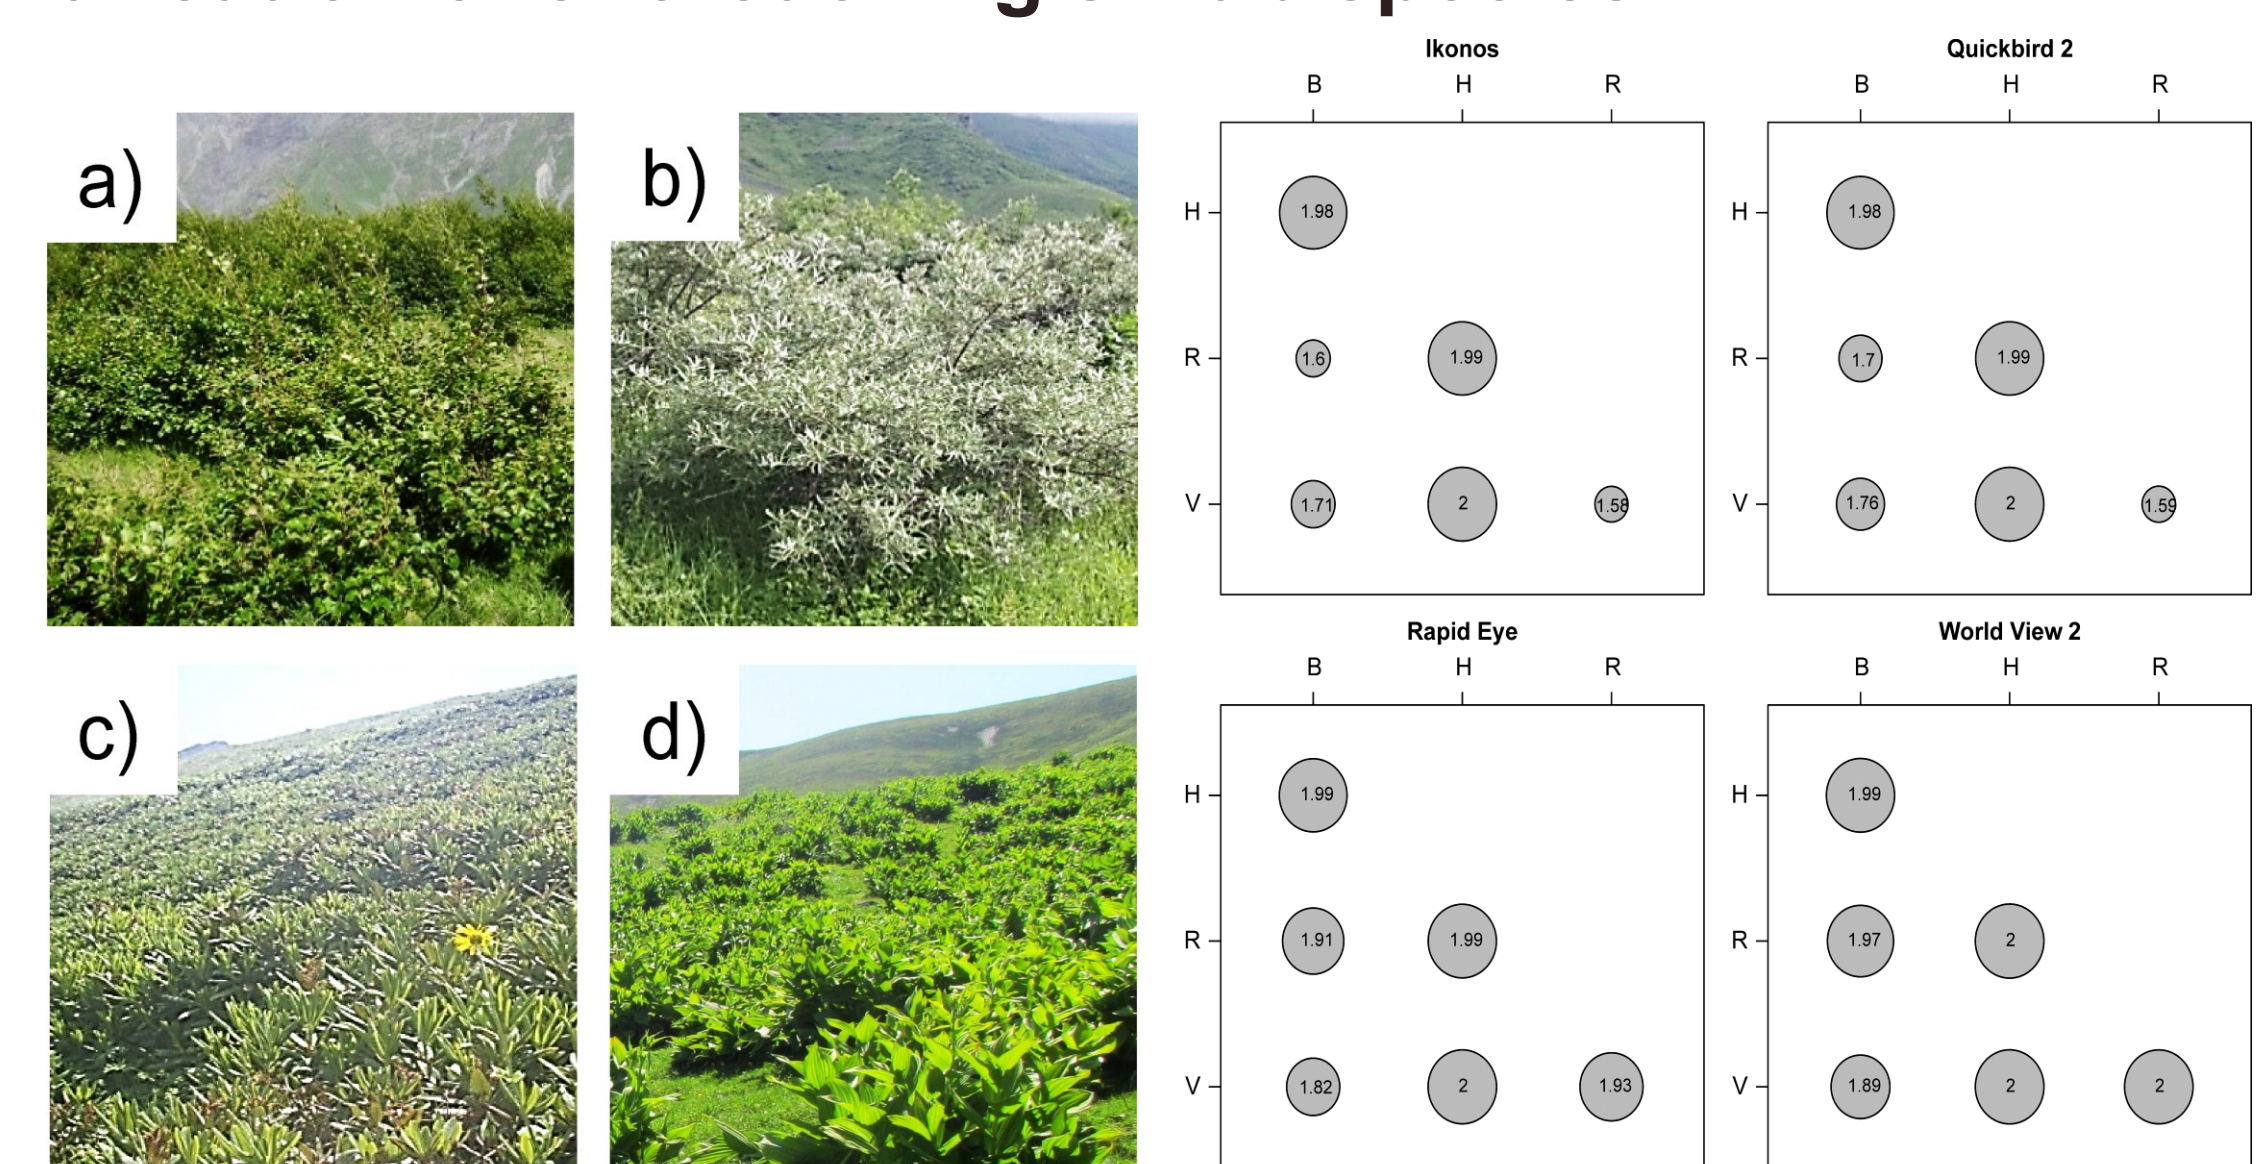 a)
b)
c)
d)
Ikonos
B H R
H 1.98
R 1.6 1.99
V 1.71 2 1.58
Quickbird 2
B H R
H 1.98
R 1.7 1.99
V 1.76 2 1.59
Rapid Eye
B H R
H 1.99
R 1.91 1.99
V 1.82 2 1.93
World View 2
B H R
H 1.99
R 1.97 2
V 1.89 2 2